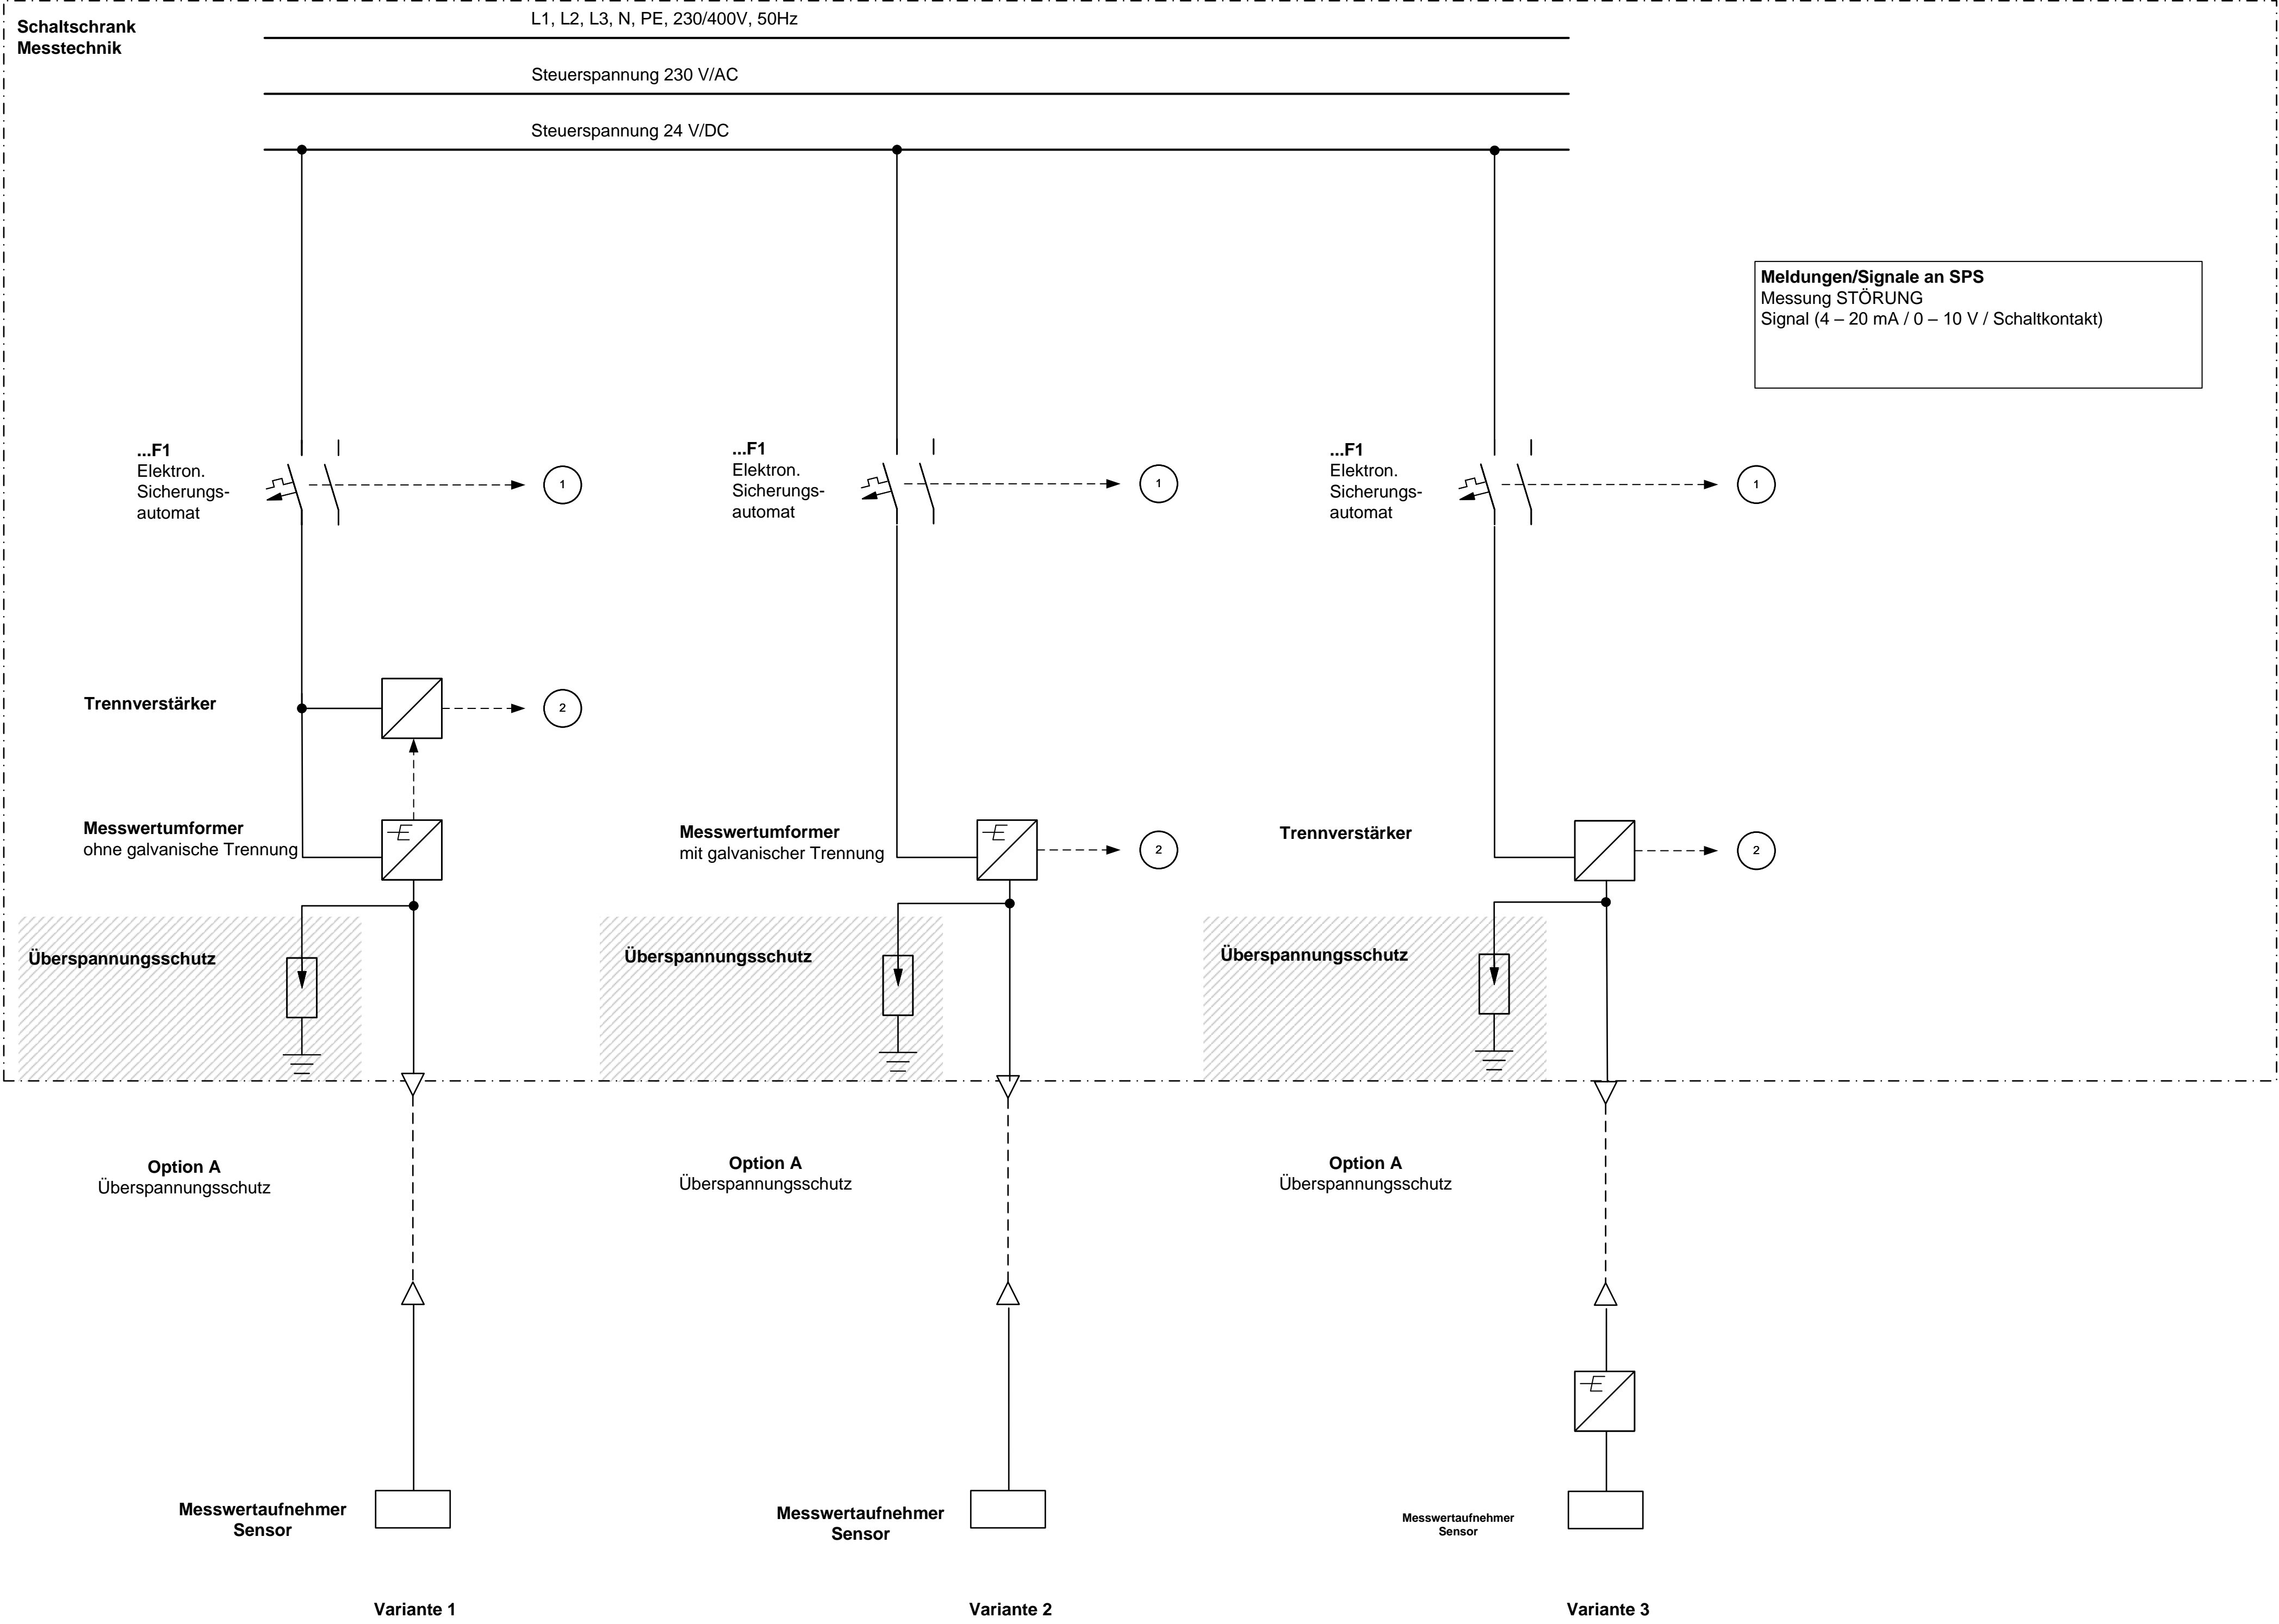 Schaltschrank
Messtechnik
L1, L2, L3, N, PE, 230/400V, 50Hz
Steuerspannung 230 V/AC
Steuerspannung 24 V/DC
Meldungen/Signale an SPS
Messung STÖRUNG
Signal (4 – 20 mA / 0 – 10 V / Schaltkontakt)
...F1
Elektron.
Sicherungs-
automat
1
...F1
Elektron.
Sicherungs-
automat
1
...F1
Elektron.
Sicherungs-
automat
1
Trennverstärker
2
Messwertumformer
ohne galvanische Trennung
E
Messwertumformer
mit galvanischer Trennung
E
2
Trennverstärker
2
Überspannungsschutz
Überspannungsschutz
Überspannungsschutz
Option A
Überspannungsschutz
Option A
Überspannungsschutz
Option A
Überspannungsschutz
E
Messwertaufnehmer
Sensor
Messwertaufnehmer
Sensor
Messwertaufnehmer
Sensor
Variante 1
Variante 2
Variante 3